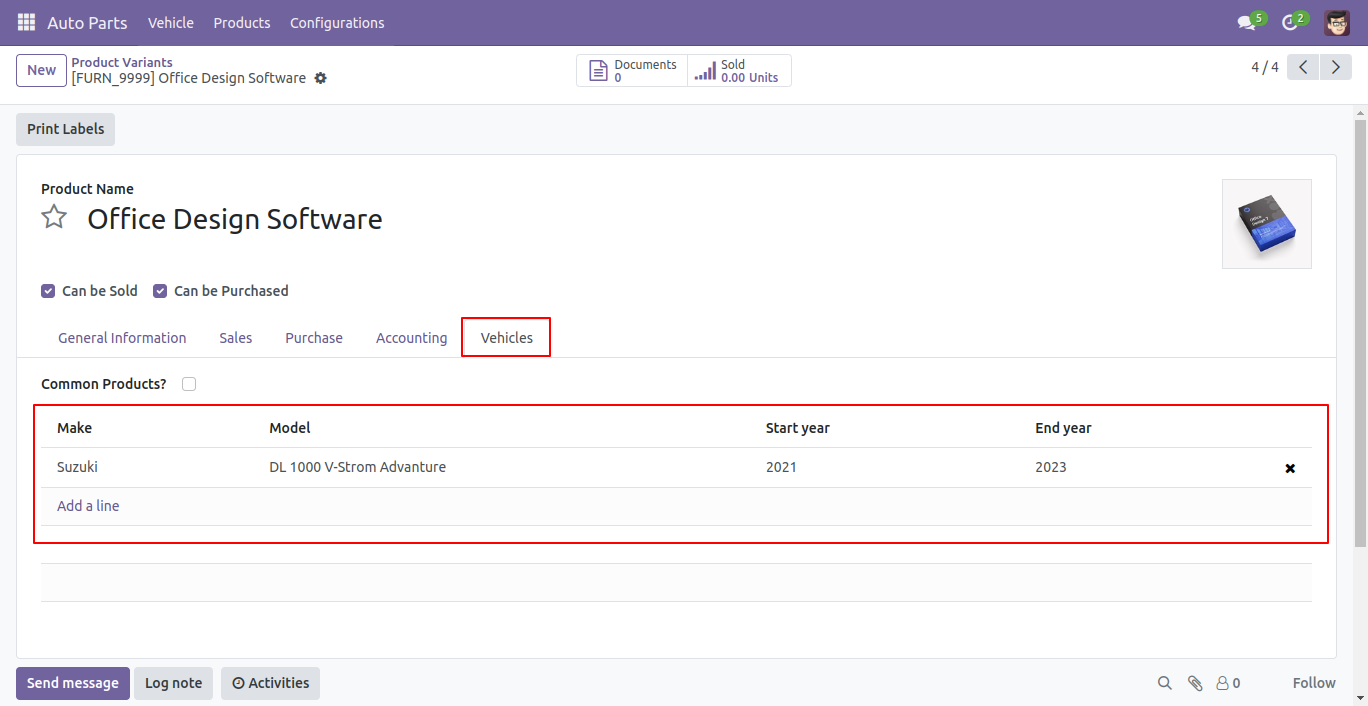 Auto Parts Vehicle Products Configurations 5 2
New Product Variants
[FURN_9999] Office Design Software
Documents
0
Sold
0.00 Units
4 / 4
Print Labels
Product Name
Office Design Software
Office
Design 7
Can be Sold Can be Purchased
General Information Sales Purchase Accounting Vehicles
Common Products?
Make Model Start year End year
Suzuki DL 1000 V-Strom Advanture 2021 2023
Add a line
Send message Log note Activities 0 Follow